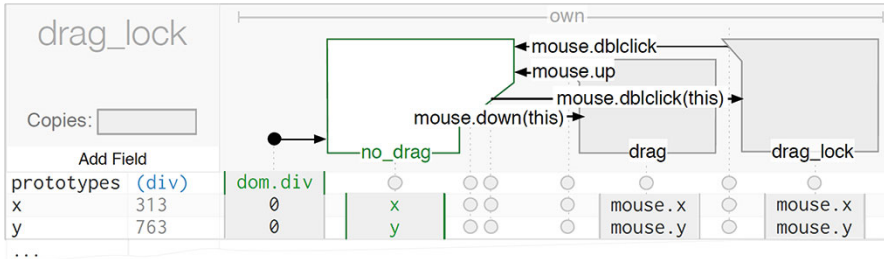 own
drag_lock
mouse.dblclick
mouse.up
mouse.dblclick(this)
mouse.down(this)
Copies:
no_drag
drag
drag_lock
Add Field
prototypes (div) dom.div
x 313 0 x mouse.x mouse.x
y 763 0 y mouse.y mouse.y
...